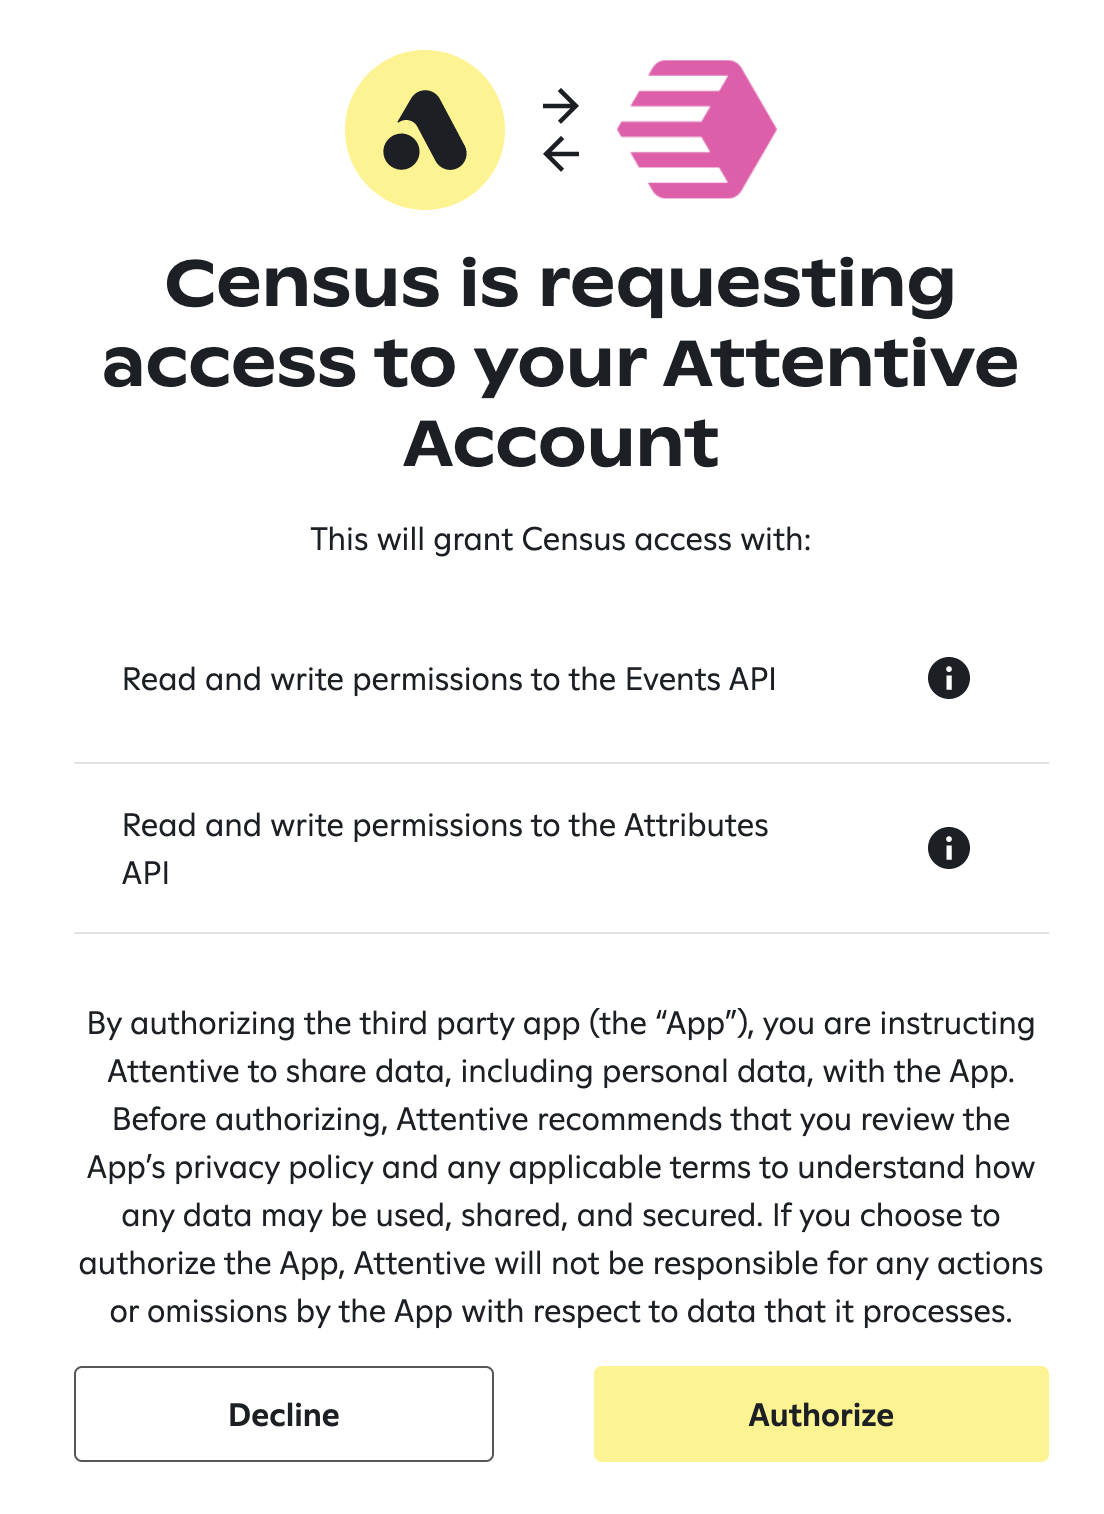 Census is requesting
access to your Attentive
Account
This will grant Census access with:
Read and write permissions to the Events API
Read and write permissions to the Attributes
API
By authorizing the third party app (the “App”), you are instructing
Attentive to share data, including personal data, with the App.
Before authorizing, Attentive recommends that you review the
App’s privacy policy and any applicable terms to understand how
any data may be used, shared, and secured. If you choose to
authorize the App, Attentive will not be responsible for any actions
or omissions by the App with respect to data that it processes.
Decline
Authorize